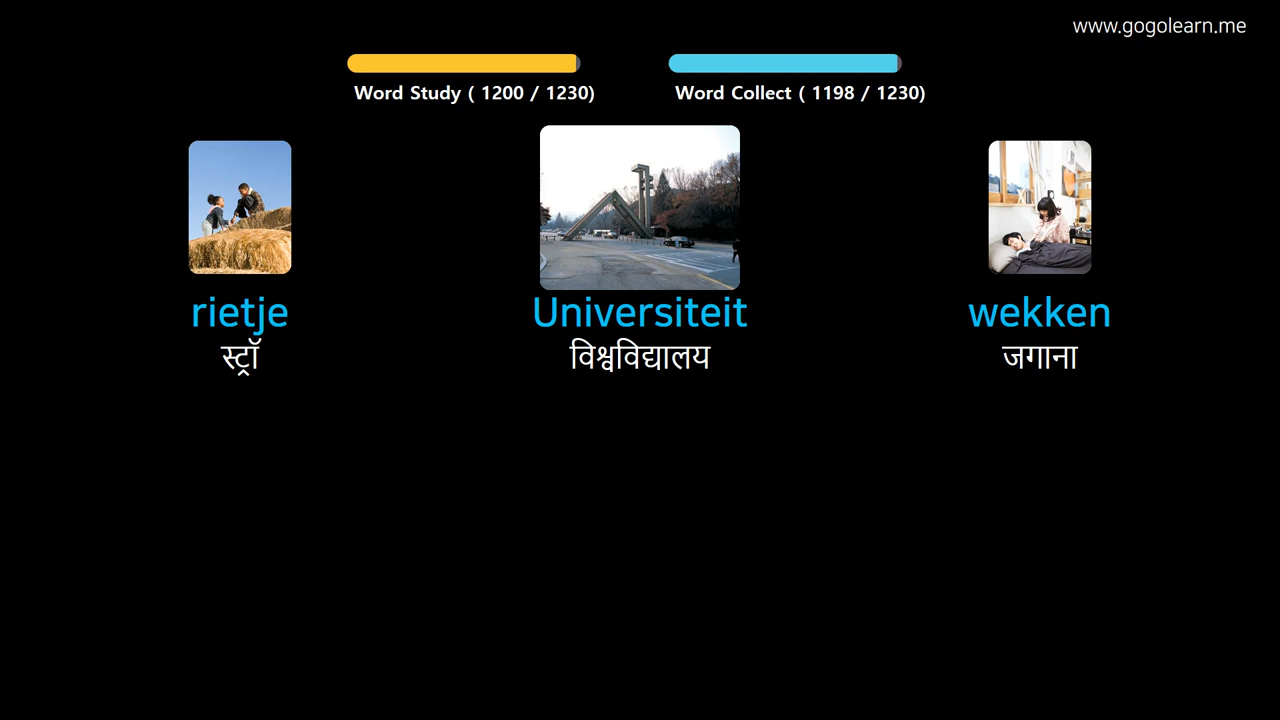 www.gogolearn.me
Word Study ( 1200 / 1230)
Word Collect ( 1198 / 1230)
rietje
स्ट्रॉ
Universiteit
विश्वविद्यालय
wekken
जगाना